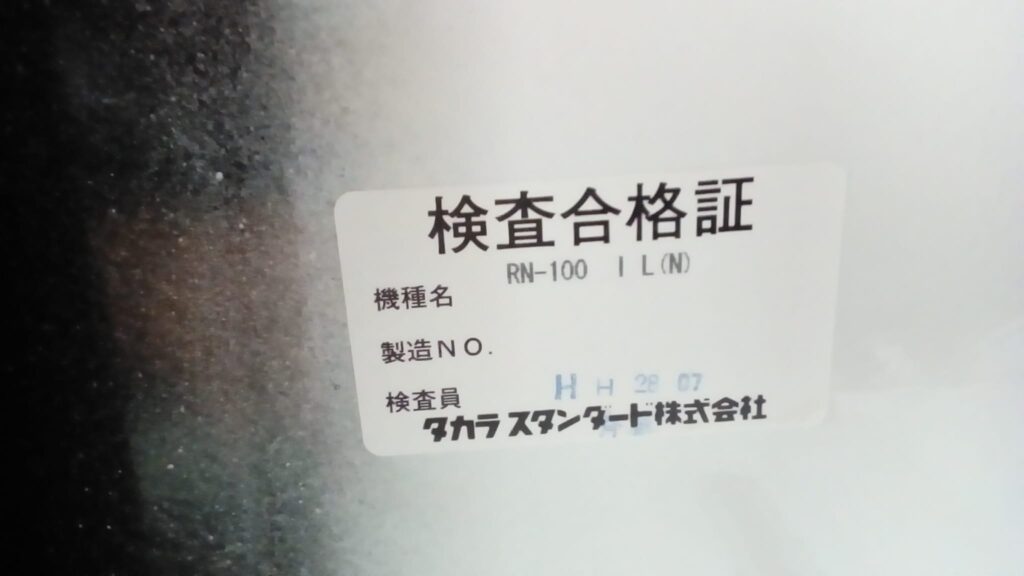 検査合格証
RN-100 I L(N)
機種名
製造NO.
検査員 H H 28 07
タカラスタンダード株式会社